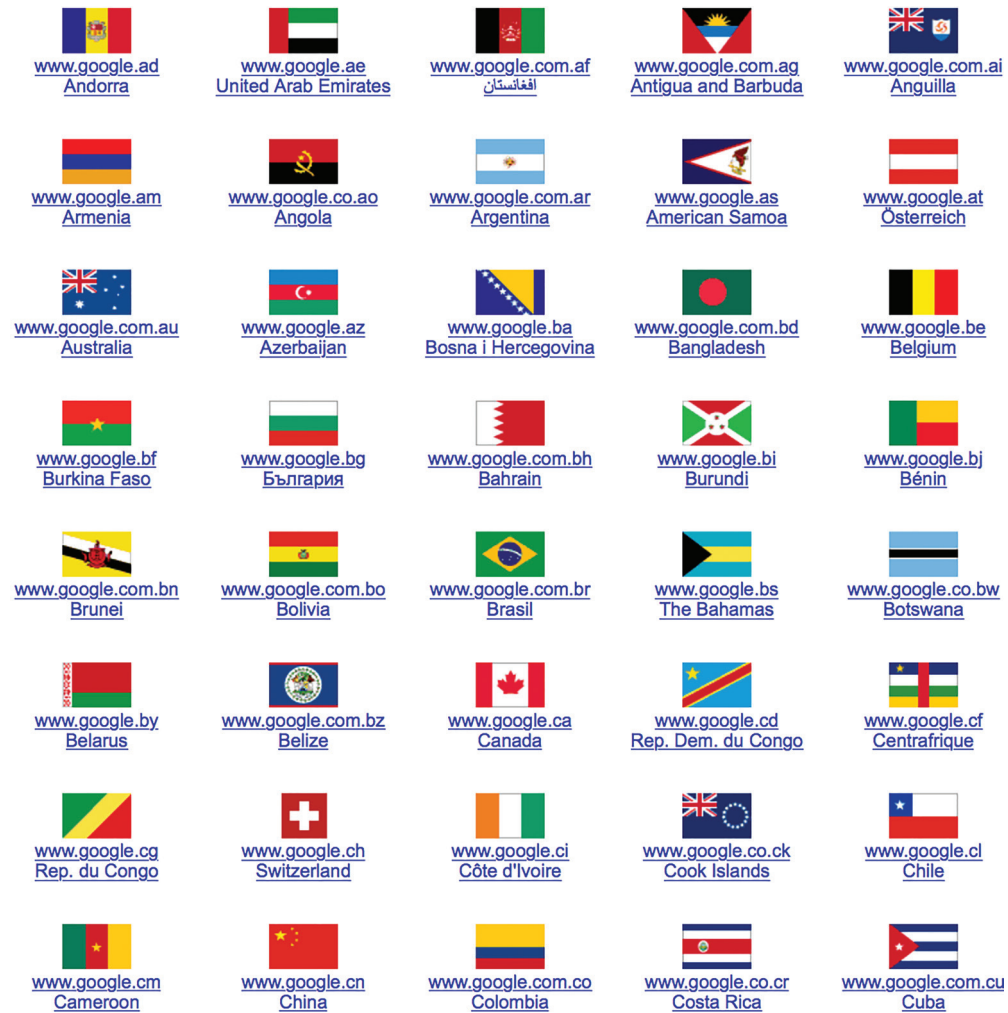 www.google.ad
Andorra
www.google.ae
United Arab Emirates
www.google.com.af
افغانستان
www.google.com.ag
Antigua and Barbuda
www.google.com.ai
Anguilla
www.google.am
Armenia
www.google.co.ao
Angola
www.google.com.ar
Argentina
www.google.as
American Samoa
www.google.at
Österreich
www.google.com.au
Australia
www.google.az
Azerbaijan
www.google.ba
Bosna i Hercegovina
www.google.com.bd
Bangladesh
www.google.be
Belgium
www.google.bf
Burkina Faso
www.google.bg
България
www.google.com.bh
Bahrain
www.google.bi
Burundi
www.google.bj
Bénin
www.google.com.bn
Brunei
www.google.com.bo
Bolivia
www.google.com.br
Brasil
www.google.bs
The Bahamas
www.google.co.bw
Botswana
www.google.by
Belarus
www.google.com.bz
Belize
www.google.ca
Canada
www.google.cd
Rep. Dem. du Congo
www.google.cf
Centrafrique
www.google.cg
Rep. du Congo
www.google.ch
Switzerland
www.google.ci
Côte d'Ivoire
www.google.co.ck
Cook Islands
www.google.cl
Chile
www.google.cm
Cameroon
www.google.cn
China
www.google.com.co
Colombia
www.google.co.cr
Costa Rica
www.google.com.cu
Cuba